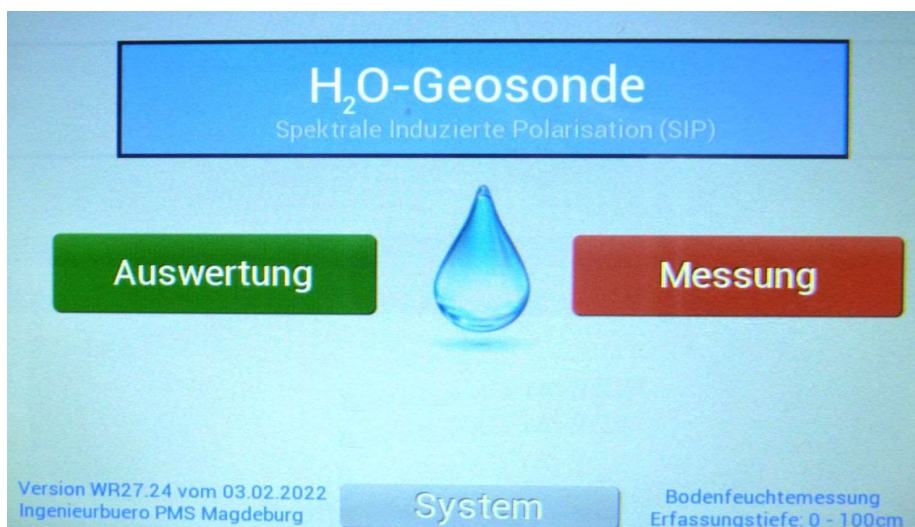 H₂O-Geosonde
Spektrale Induzierte Polarisation (SIP)
Auswertung
Messung
Version WR27.24 vom 03.02.2022
Ingenieurbuero PMS Magdeburg
System
Bodenfeuchtemessung
Erfassungstiefe: 0 - 100cm